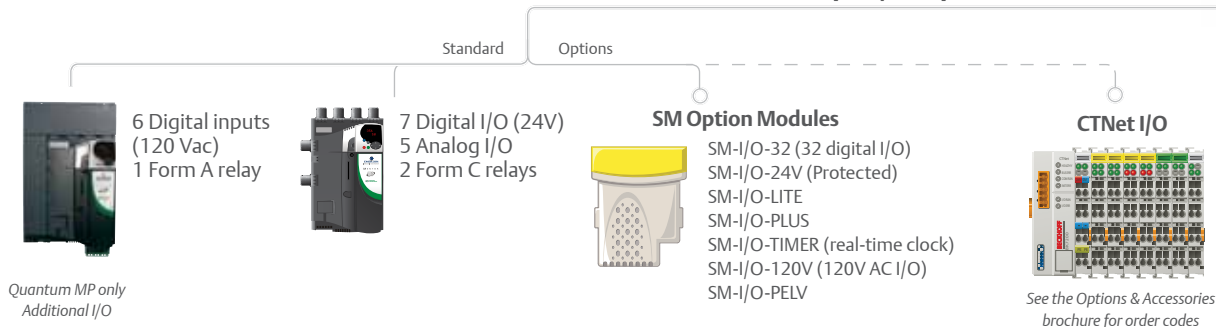 Standard
Options
6 Digital inputs
(120 Vac)
1 Form A relay
7 Digital I/O (24V)
5 Analog I/O
2 Form C relays
SM Option Modules
SM-I/O-32 (32 digital I/O)
SM-I/O-24V (Protected)
SM-I/O-LITE
SM-I/O-PLUS
SM-I/O-TIMER (real-time clock)
SM-I/O-120V (120V AC I/O)
SM-I/O-PELV
CTNet I/O
CTNet
BECKHOFF
Quantum MP only
Additional I/O
See the Options & Accessories
brochure for order codes